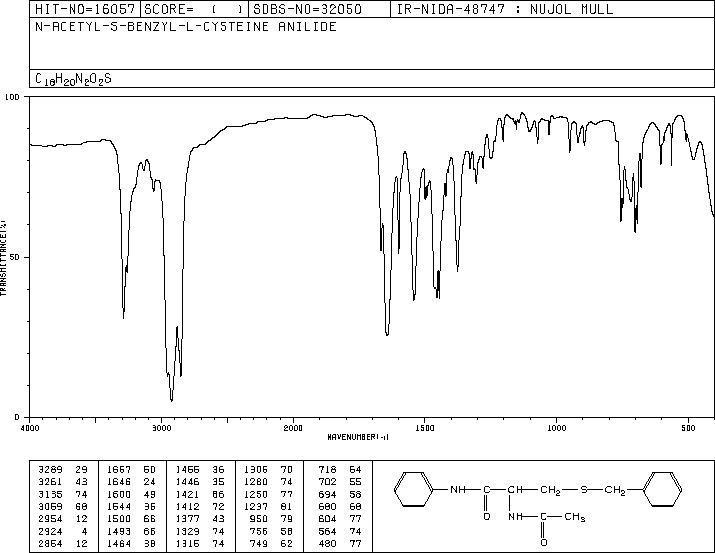 HIT-NO=16057 SCORE= ( ) SDBS-NO=32050 IR-NIDA-48747 : NUJOL MULL
N-ACETYL-S-BENZYL-L-CYSTEINE ANILIDE
C18H20N2O2S
100
50
0
TRANSMITTANCE(%)
4000 3000 2000 1500 1000 500
WAVENUMBER(-1)
3289 29 1667 50 1456 36 1306 70 718 64
3261 43 1646 24 1446 35 1280 74 702 55
3135 74 1600 49 1421 66 1250 77 694 58
3059 68 1544 35 1412 72 1237 81 680 68
2954 12 1500 66 1377 43 950 79 604 77
2924 4 1493 66 1329 74 756 58 564 74
2854 12 1464 38 1315 74 749 62 480 77
NH C CH CH2 S CH2
O NH C CH3
O